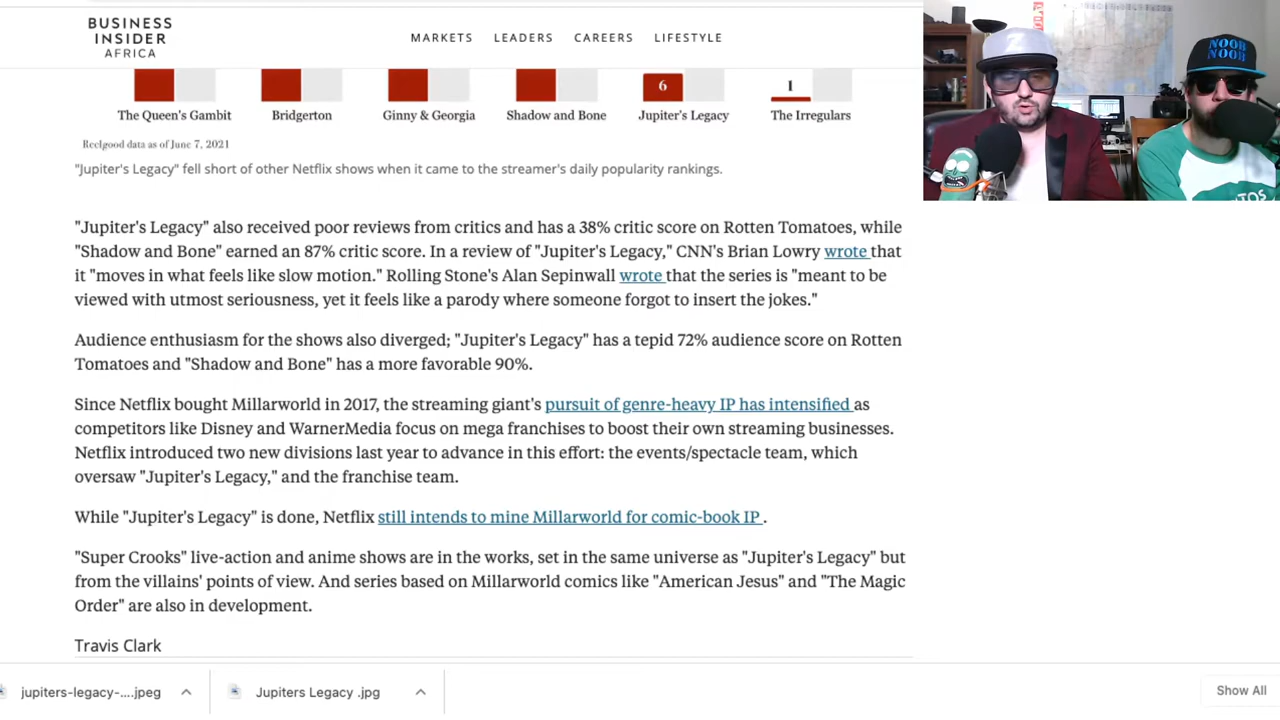 BUSINESS
INSIDER
AFRICA
MARKETS LEADERS CAREERS LIFESTYLE
NOOB
NOOB
6 1
The Queen's Gambit Bridgerton Ginny & Georgia Shadow and Bone Jupiter's Legacy The Irregulars
Reelgood data as of June 7, 2021
"Jupiter's Legacy" fell short of other Netflix shows when it came to the streamer's daily popularity rankings.
"Jupiter's Legacy" also received poor reviews from critics and has a 38% critic score on Rotten Tomatoes, while
"Shadow and Bone" earned an 87% critic score. In a review of "Jupiter's Legacy," CNN's Brian Lowry wrote that
it "moves in what feels like slow motion." Rolling Stone's Alan Sepinwall wrote that the series is "meant to be
viewed with utmost seriousness, yet it feels like a parody where someone forgot to insert the jokes."
Audience enthusiasm for the shows also diverged; "Jupiter's Legacy" has a tepid 72% audience score on Rotten
Tomatoes and "Shadow and Bone" has a more favorable 90%.
Since Netflix bought Millarworld in 2017, the streaming giant's pursuit of genre-heavy IP has intensified as
competitors like Disney and WarnerMedia focus on mega franchises to boost their own streaming businesses.
Netflix introduced two new divisions last year to advance in this effort: the events/spectacle team, which
oversaw "Jupiter's Legacy," and the franchise team.
While "Jupiter's Legacy" is done, Netflix still intends to mine Millarworld for comic-book IP .
"Super Crooks" live-action and anime shows are in the works, set in the same universe as "Jupiter's Legacy" but
from the villains' points of view. And series based on Millarworld comics like "American Jesus" and "The Magic
Order" are also in development.
Travis Clark
jupiters-legacy-....jpeg Jupiters Legacy .jpg Show All